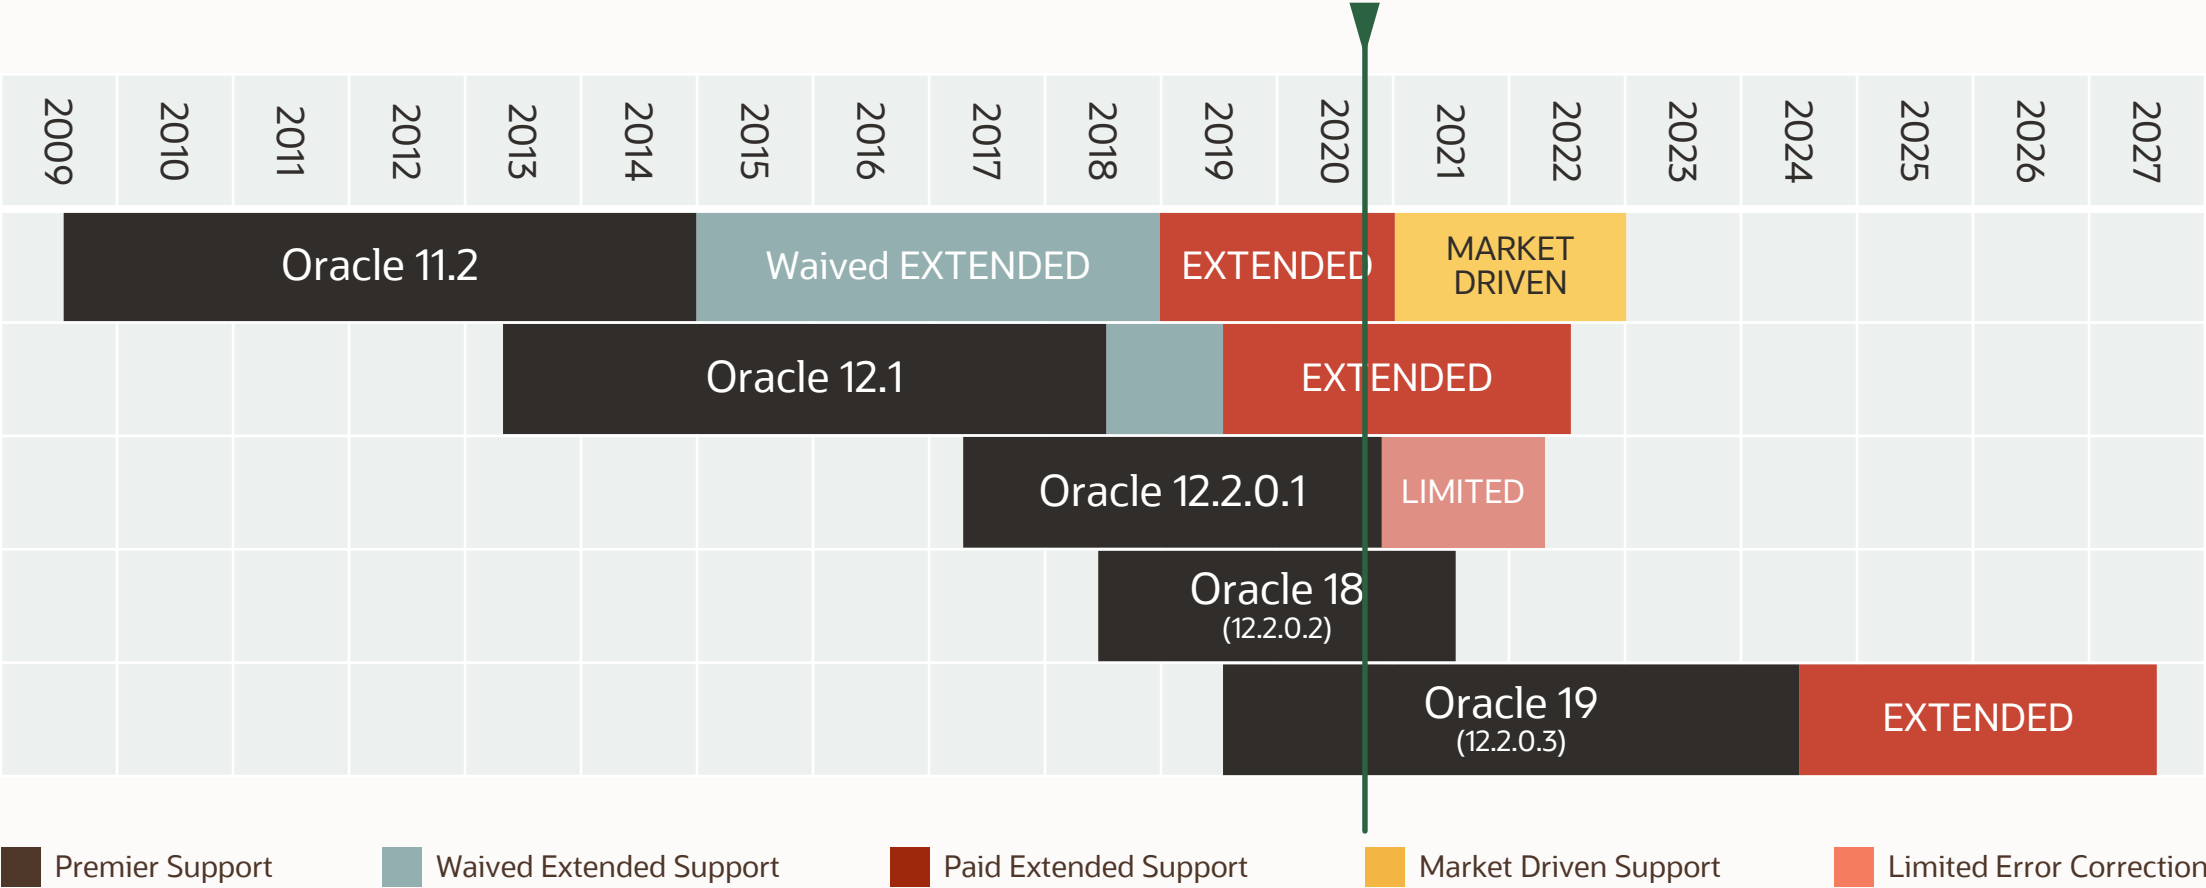 2009
2010
2011
2012
2013
2014
2015
2016
2017
2018
2019
2020
2021
2022
2023
2024
2025
2026
2027
Oracle 11.2
Waived EXTENDED
EXTENDED
MARKET
DRIVEN
Oracle 12.1
EXTENDED
Oracle 12.2.0.1
LIMITED
Oracle 18
(12.2.0.2)
Oracle 19
(12.2.0.3)
EXTENDED
Premier Support
Waived Extended Support
Paid Extended Support
Market Driven Support
Limited Error Correction